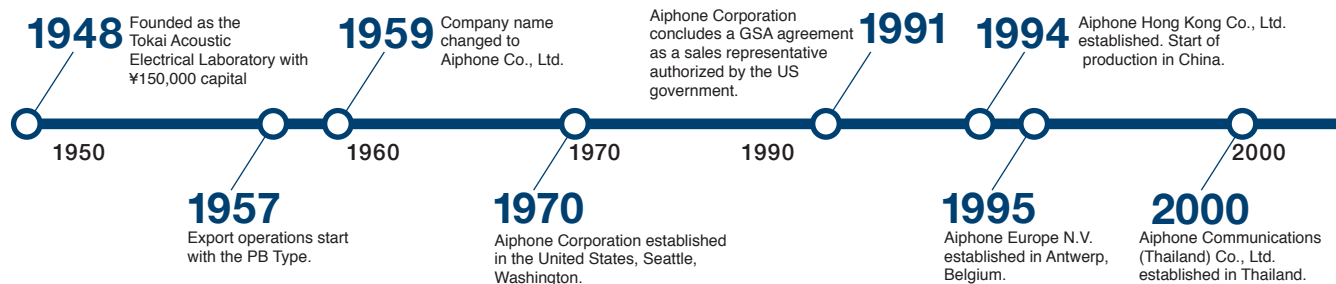 1948
Founded as the
Tokai Acoustic
Electrical Laboratory with
¥150,000 capital
1959
Company name
changed to
Aiphone Co., Ltd.
Aiphone Corporation
concludes a GSA agreement
as a sales representative
authorized by the US
government.
1991
1994
Aiphone Hong Kong Co., Ltd.
established. Start of
production in China.
1950
1960
1970
1990
2000
1957
Export operations start
with the PB Type.
1970
Aiphone Corporation established
in the United States, Seattle,
Washington.
1995
Aiphone Europe N.V.
established in Antwerp,
Belgium.
2000
Aiphone Communications
(Thailand) Co., Ltd.
established in Thailand.